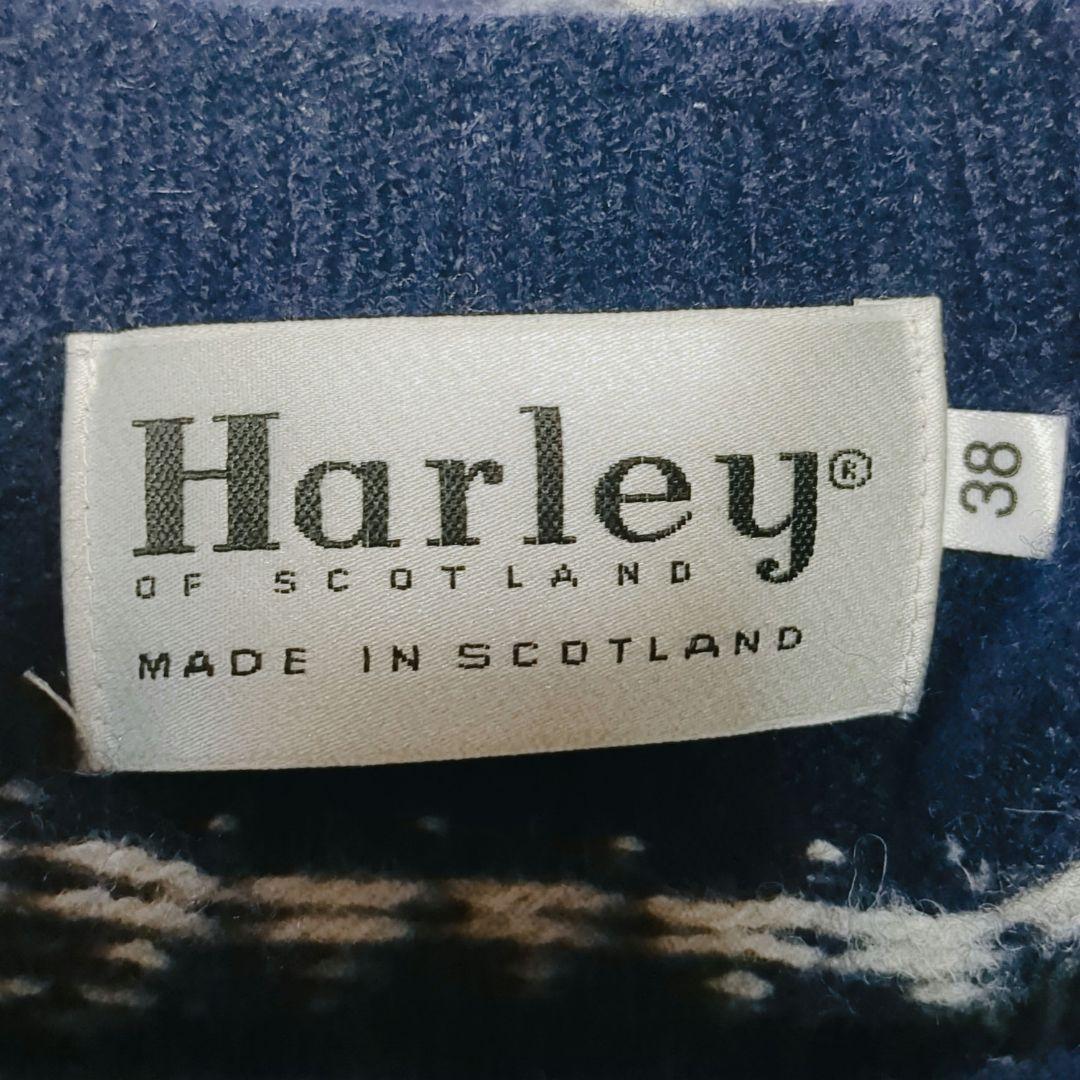 Harley®
OF SCOTLAND
MADE IN SCOTLAND
38